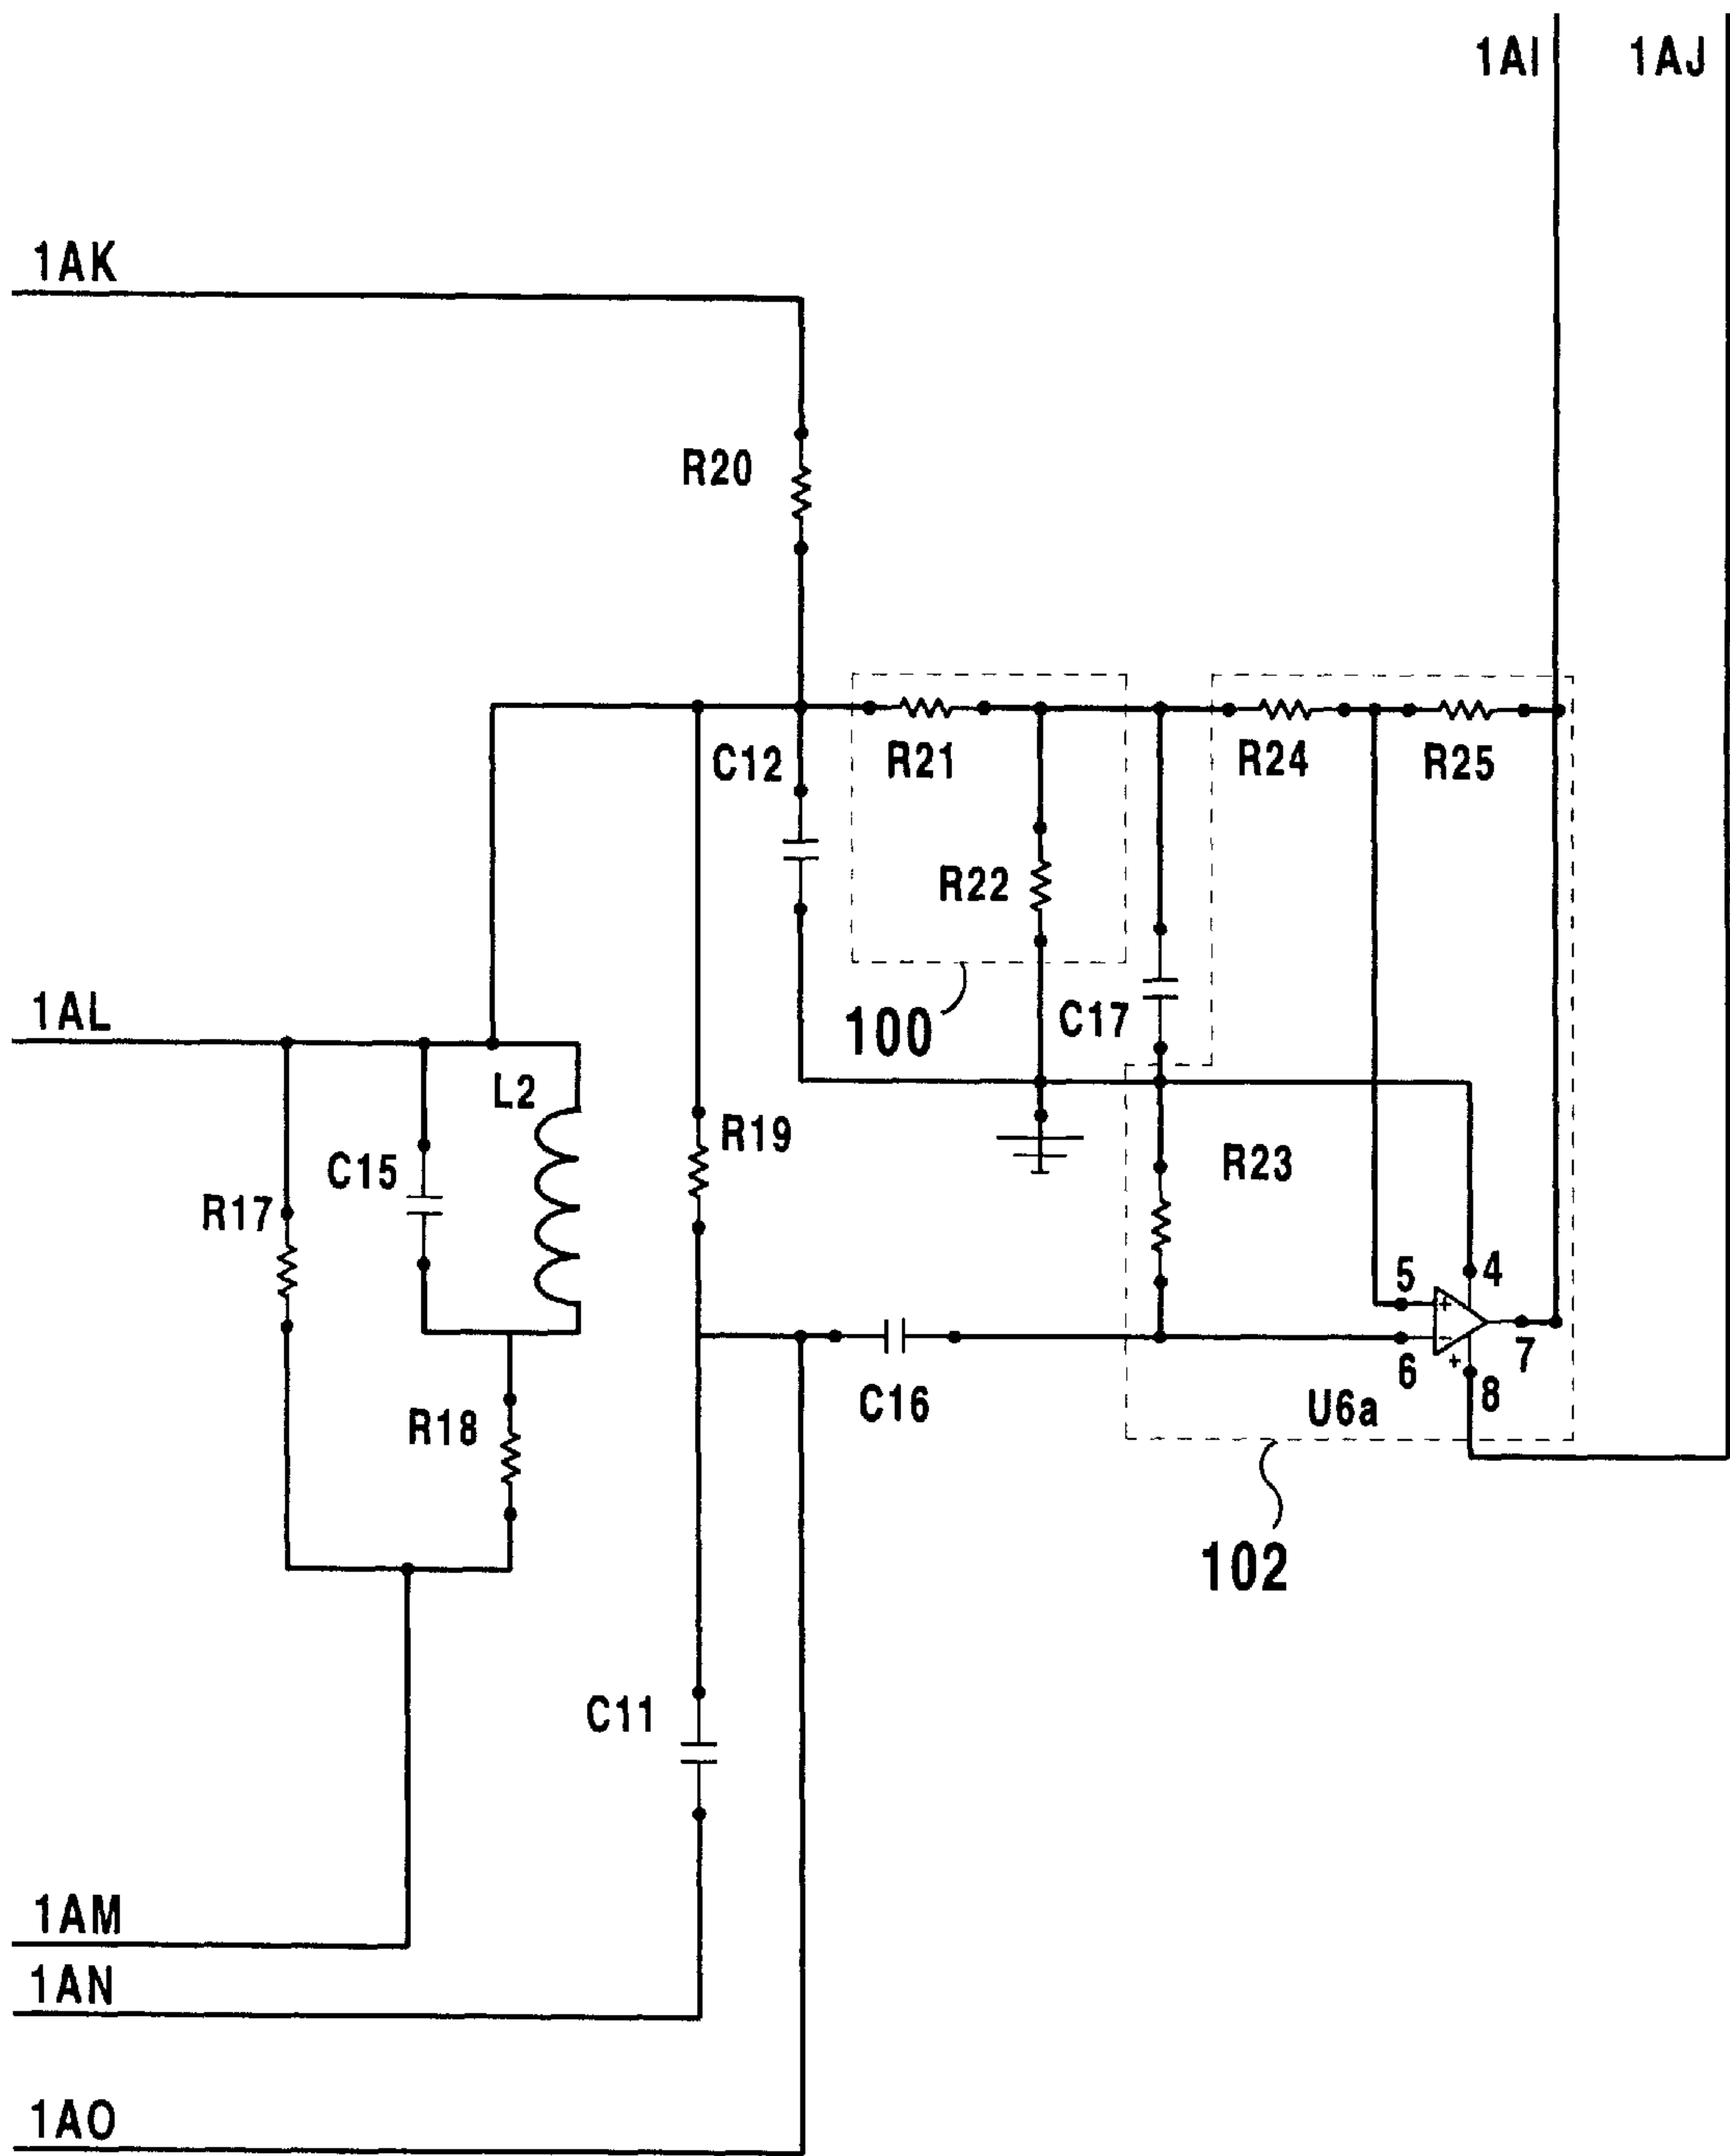 1AI 1AJ
1AK
R20
C12 R21 R24 R25
R22
1AL 100 C17
L2
R19
C15 R23
R17
5 4
6 7
8
C16 U6a
R18
102
C11
1AM
1AN
1AO